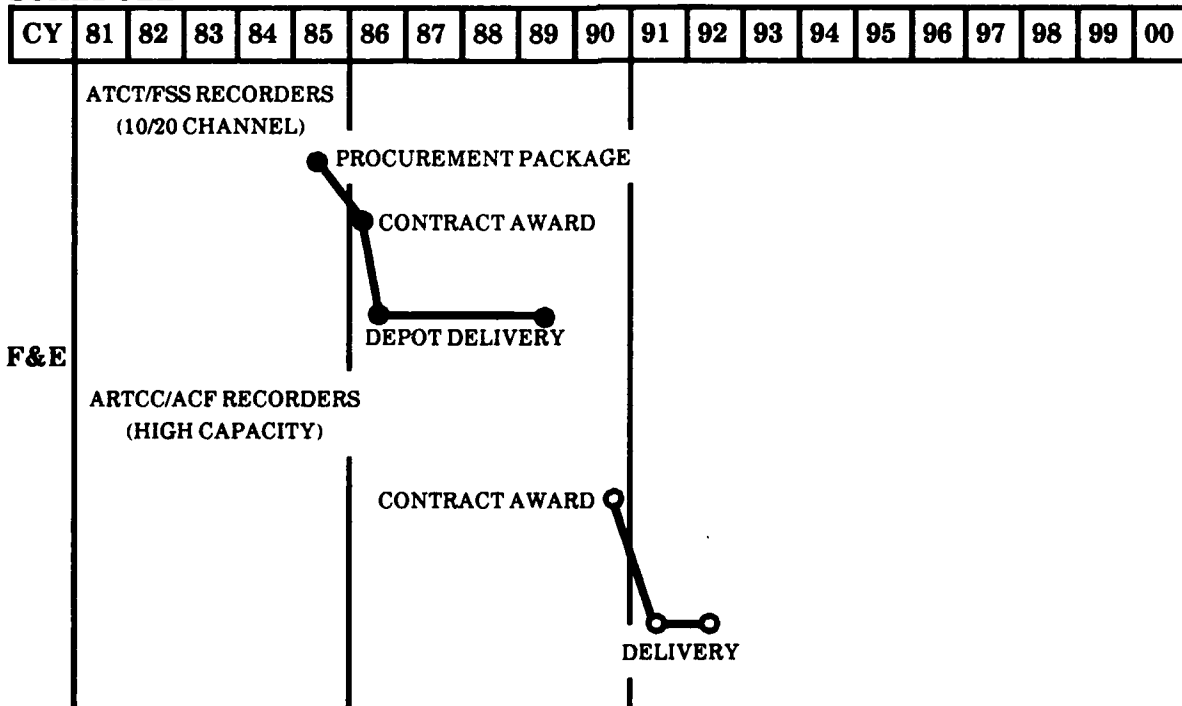 CY 81 82 83 84 85 86 87 88 89 90 91 92 93 94 95 96 97 98 99 00
ATCT/FSS RECORDERS
(10/20 CHANNEL)
PROCUREMENT PACKAGE
CONTRACT AWARD
DEPOT DELIVERY
F&E
ARTCC/ACF RECORDERS
(HIGH CAPACITY)
CONTRACT AWARD
DELIVERY